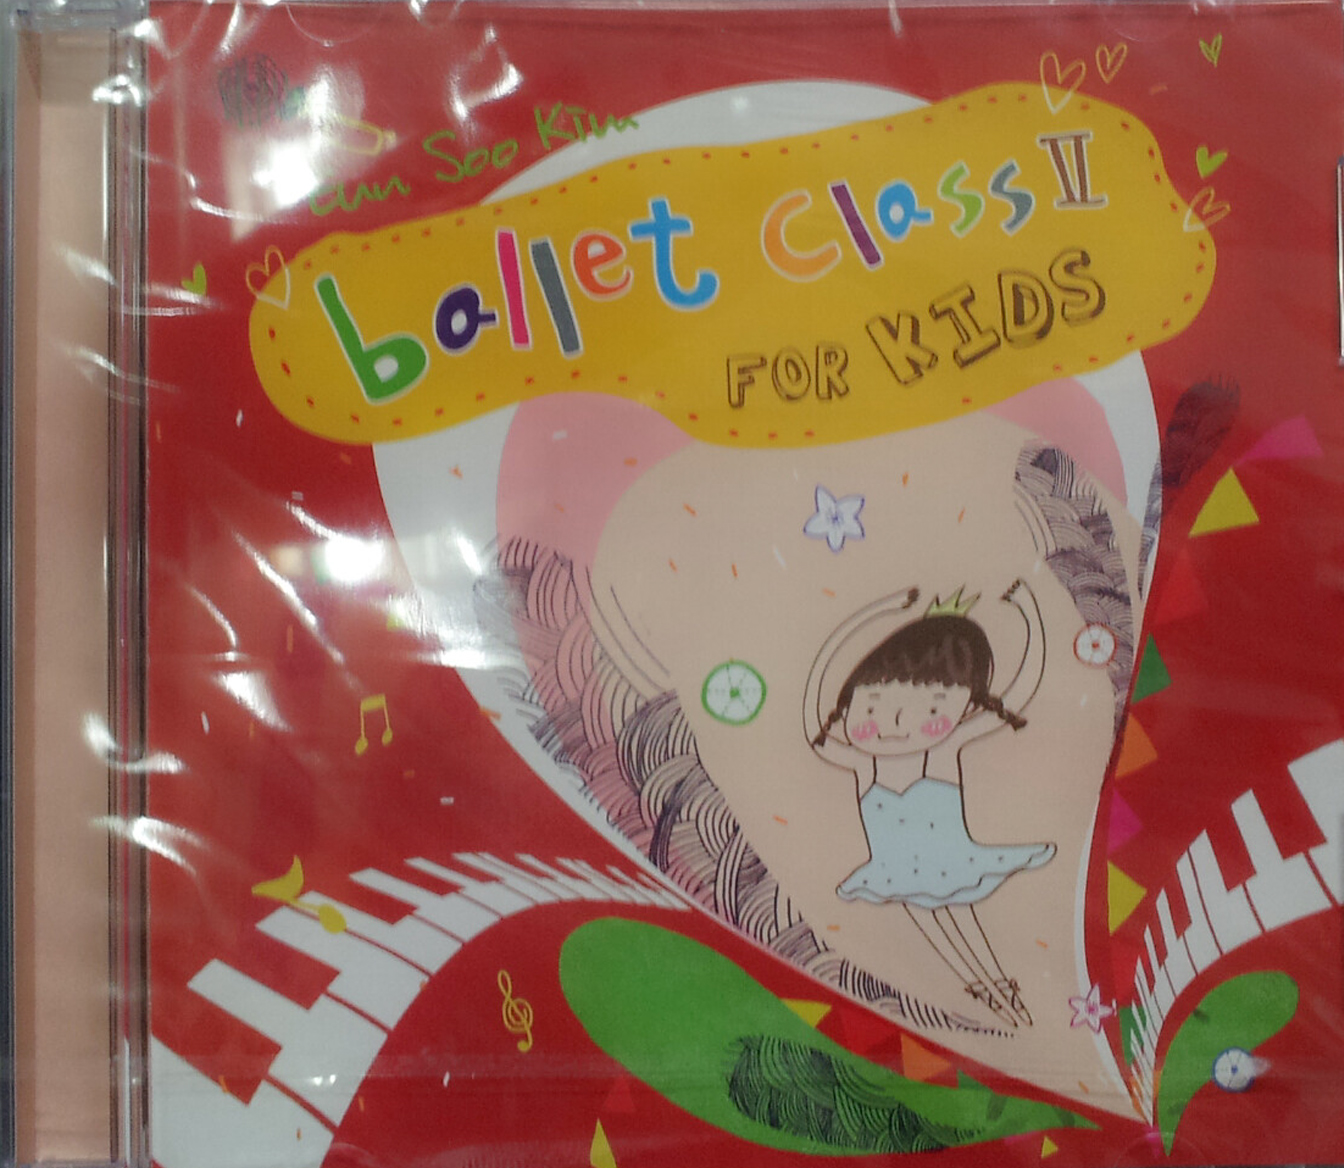 Eun Soo Kim
ballet class II
FOR KIDS